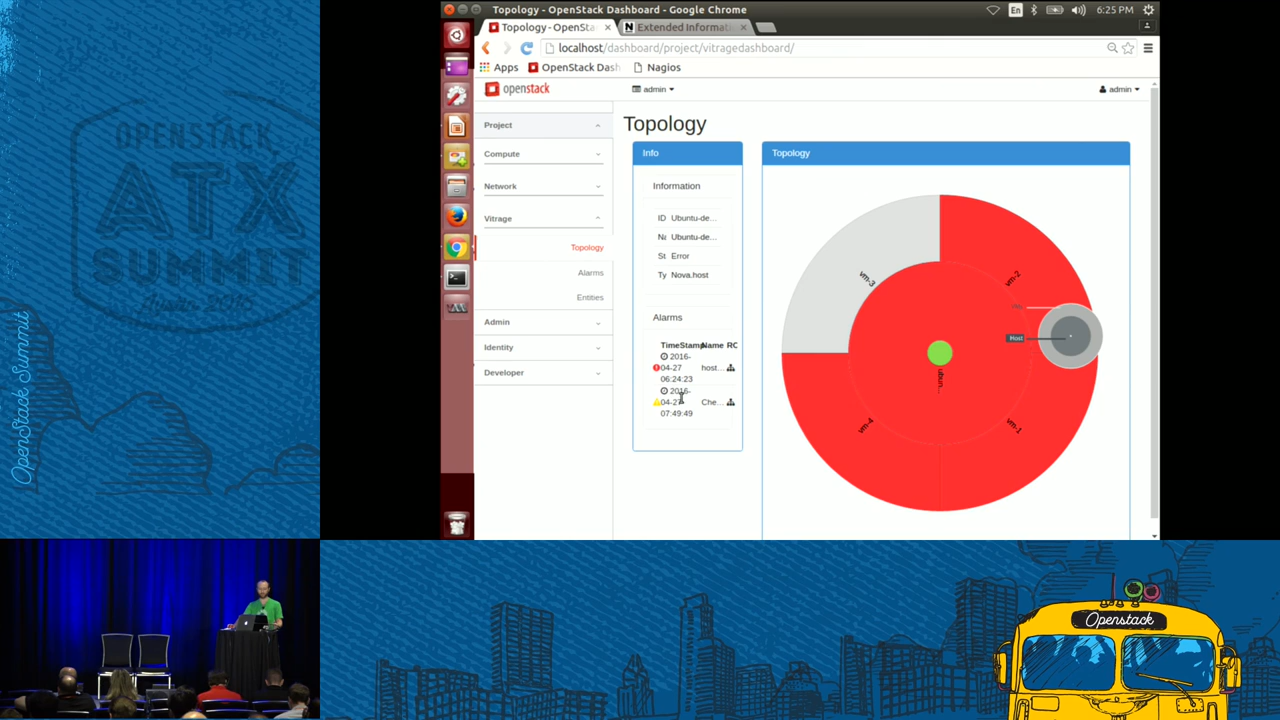 Topology - OpenStack Dashboard - Google Chrome
En
6:25 PM
Topology - OpenSta
Extended Informati
localhost/dashboard/project/vitragedashboard/
Apps
OpenStack Dash
Nagios
openstack
admin
admin
Project
Compute
Network
Vitrage
Topology
Alarms
Entities
Admin
Identity
Developer
Topology
Info
Information
ID Ubuntu-de...
Na Ubuntu-de...
St Error
Ty Nova.host
Alarms
TimeStamp Name RC
2016-
04-27 host...
06:24:23
2016-
04-27 Che...
07:49:49
Topology
vm-3
vm-2
Host
ubun...
vm-4
vm-1
OPENSTACK
ATX
OpenStack Summit
Openstack